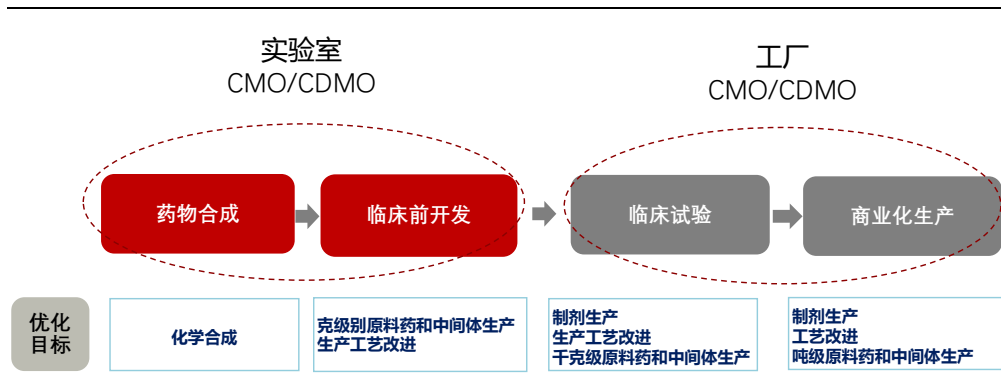 实验室
CMO/CDMO
工厂
CMO/CDMO
药物合成
临床前开发
临床试验
商业化生产
优化
目标
化学合成
克级别原料药和中间体生产
生产工艺改进
制剂生产
生产工艺改进
千克级原料药和中间体生产
制剂生产
工艺改进
吨级原料药和中间体生产